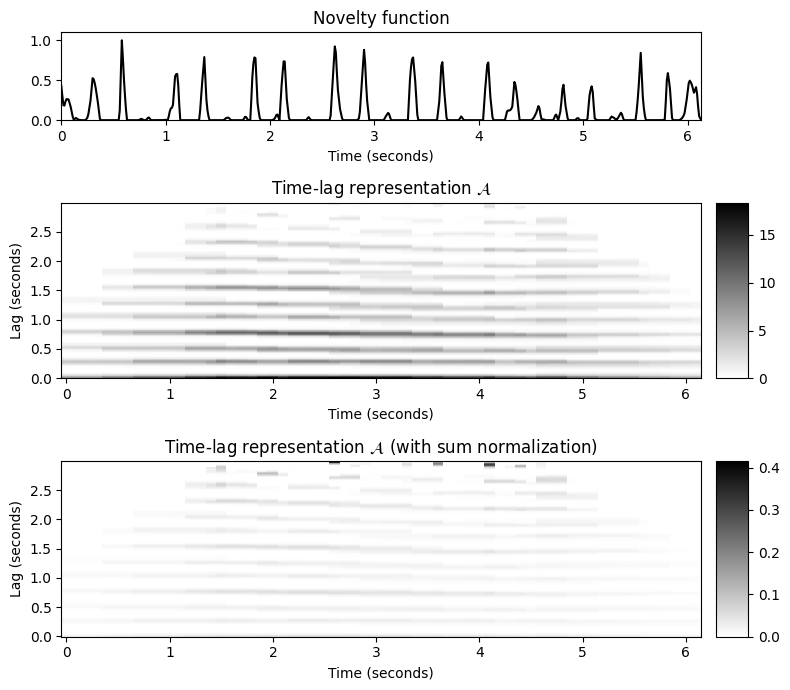 Novelty function
1.0
0.5
0.0
0 1 2 3 4 5 6
Time (seconds)
Time-lag representation 𝒜
Lag (seconds)
2.5
2.0
1.5
1.0
0.5
0.0
0 1 2 3 4 5 6
Time (seconds)
15
10
5
0
Time-lag representation 𝒜 (with sum normalization)
Lag (seconds)
2.5
2.0
1.5
1.0
0.5
0.0
0 1 2 3 4 5 6
Time (seconds)
0.4
0.3
0.2
0.1
0.0